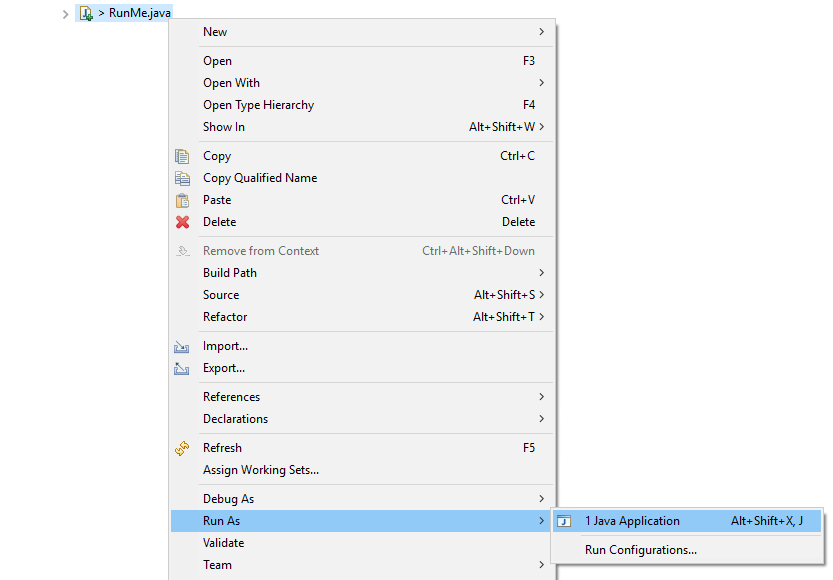 > RunMe.java
New
Open F3
Open With
Open Type Hierarchy F4
Show In Alt+Shift+W
Copy Ctrl+C
Copy Qualified Name
Paste Ctrl+V
Delete Delete
Remove from Context Ctrl+Alt+Shift+Down
Build Path
Source Alt+Shift+S
Refactor Alt+Shift+T
Import...
Export...
References
Declarations
Refresh F5
Assign Working Sets...
Debug As
Run As
1 Java Application Alt+Shift+X, J
Validate
Run Configurations...
Team